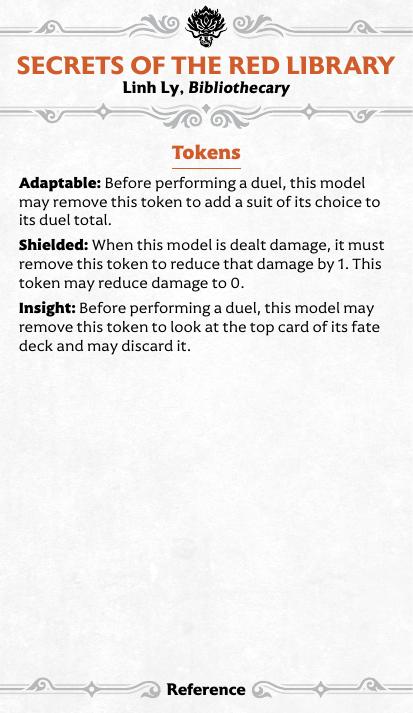 SECRETS OF THE RED LIBRARY
Linh Ly, Bibliothecary
Tokens
Adaptable: Before performing a duel, this model
may remove this token to add a suit of its choice to
its duel total.
Shielded: When this model is dealt damage, it must
remove this token to reduce that damage by 1. This
token may reduce damage to 0.
Insight: Before performing a duel, this model may
remove this token to look at the top card of its fate
deck and may discard it.
Reference